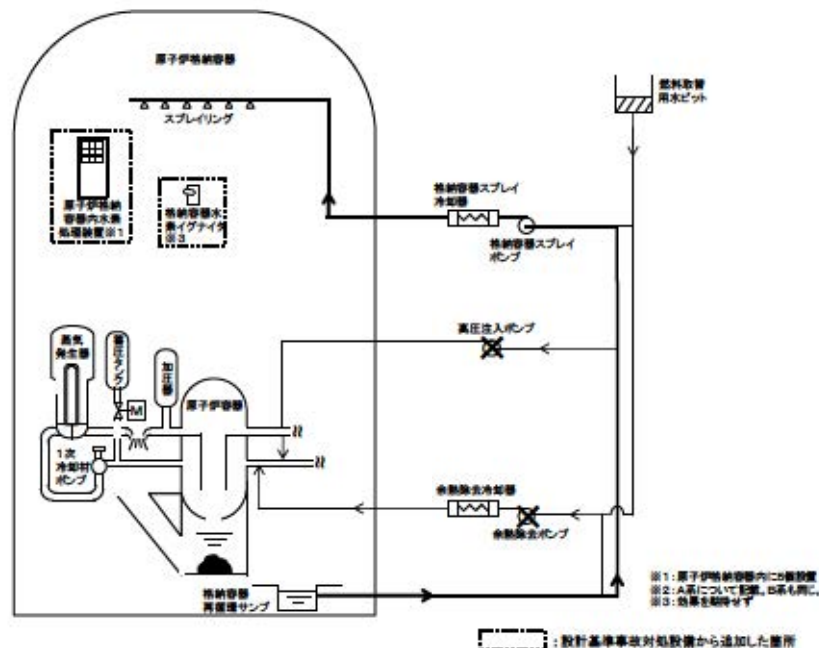 原子炉格納容器
スプレイリング
原子炉格納
容器内水素
処理装置※1
格納容器水
素イグナイタ
※3
燃料取替
用水ピット
格納容器スプレイ
冷却器
格納容器スプレイ
ポンプ
高圧注入ポンプ
蒸気
発生器
蓄圧タンク
加圧器
M
原子炉容器
1次
冷却材
ポンプ
余熱除去冷却器
余熱除去ポンプ
格納容器
再循環サンプ
※1:原子炉格納容器内に5個設置
※2:A系について記載。B系も同じ。
※3:効果を期待せず
:設計基準事故対処設備から追加した箇所